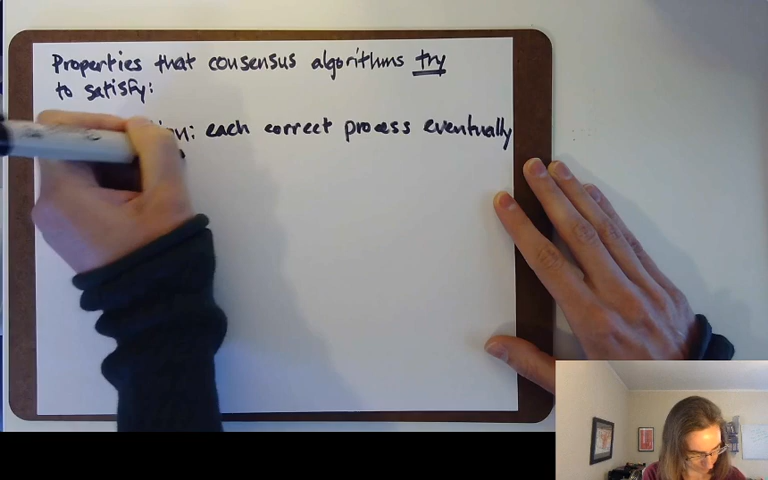 Properties that consensus algorithms try
to satisfy:
each correct process eventually